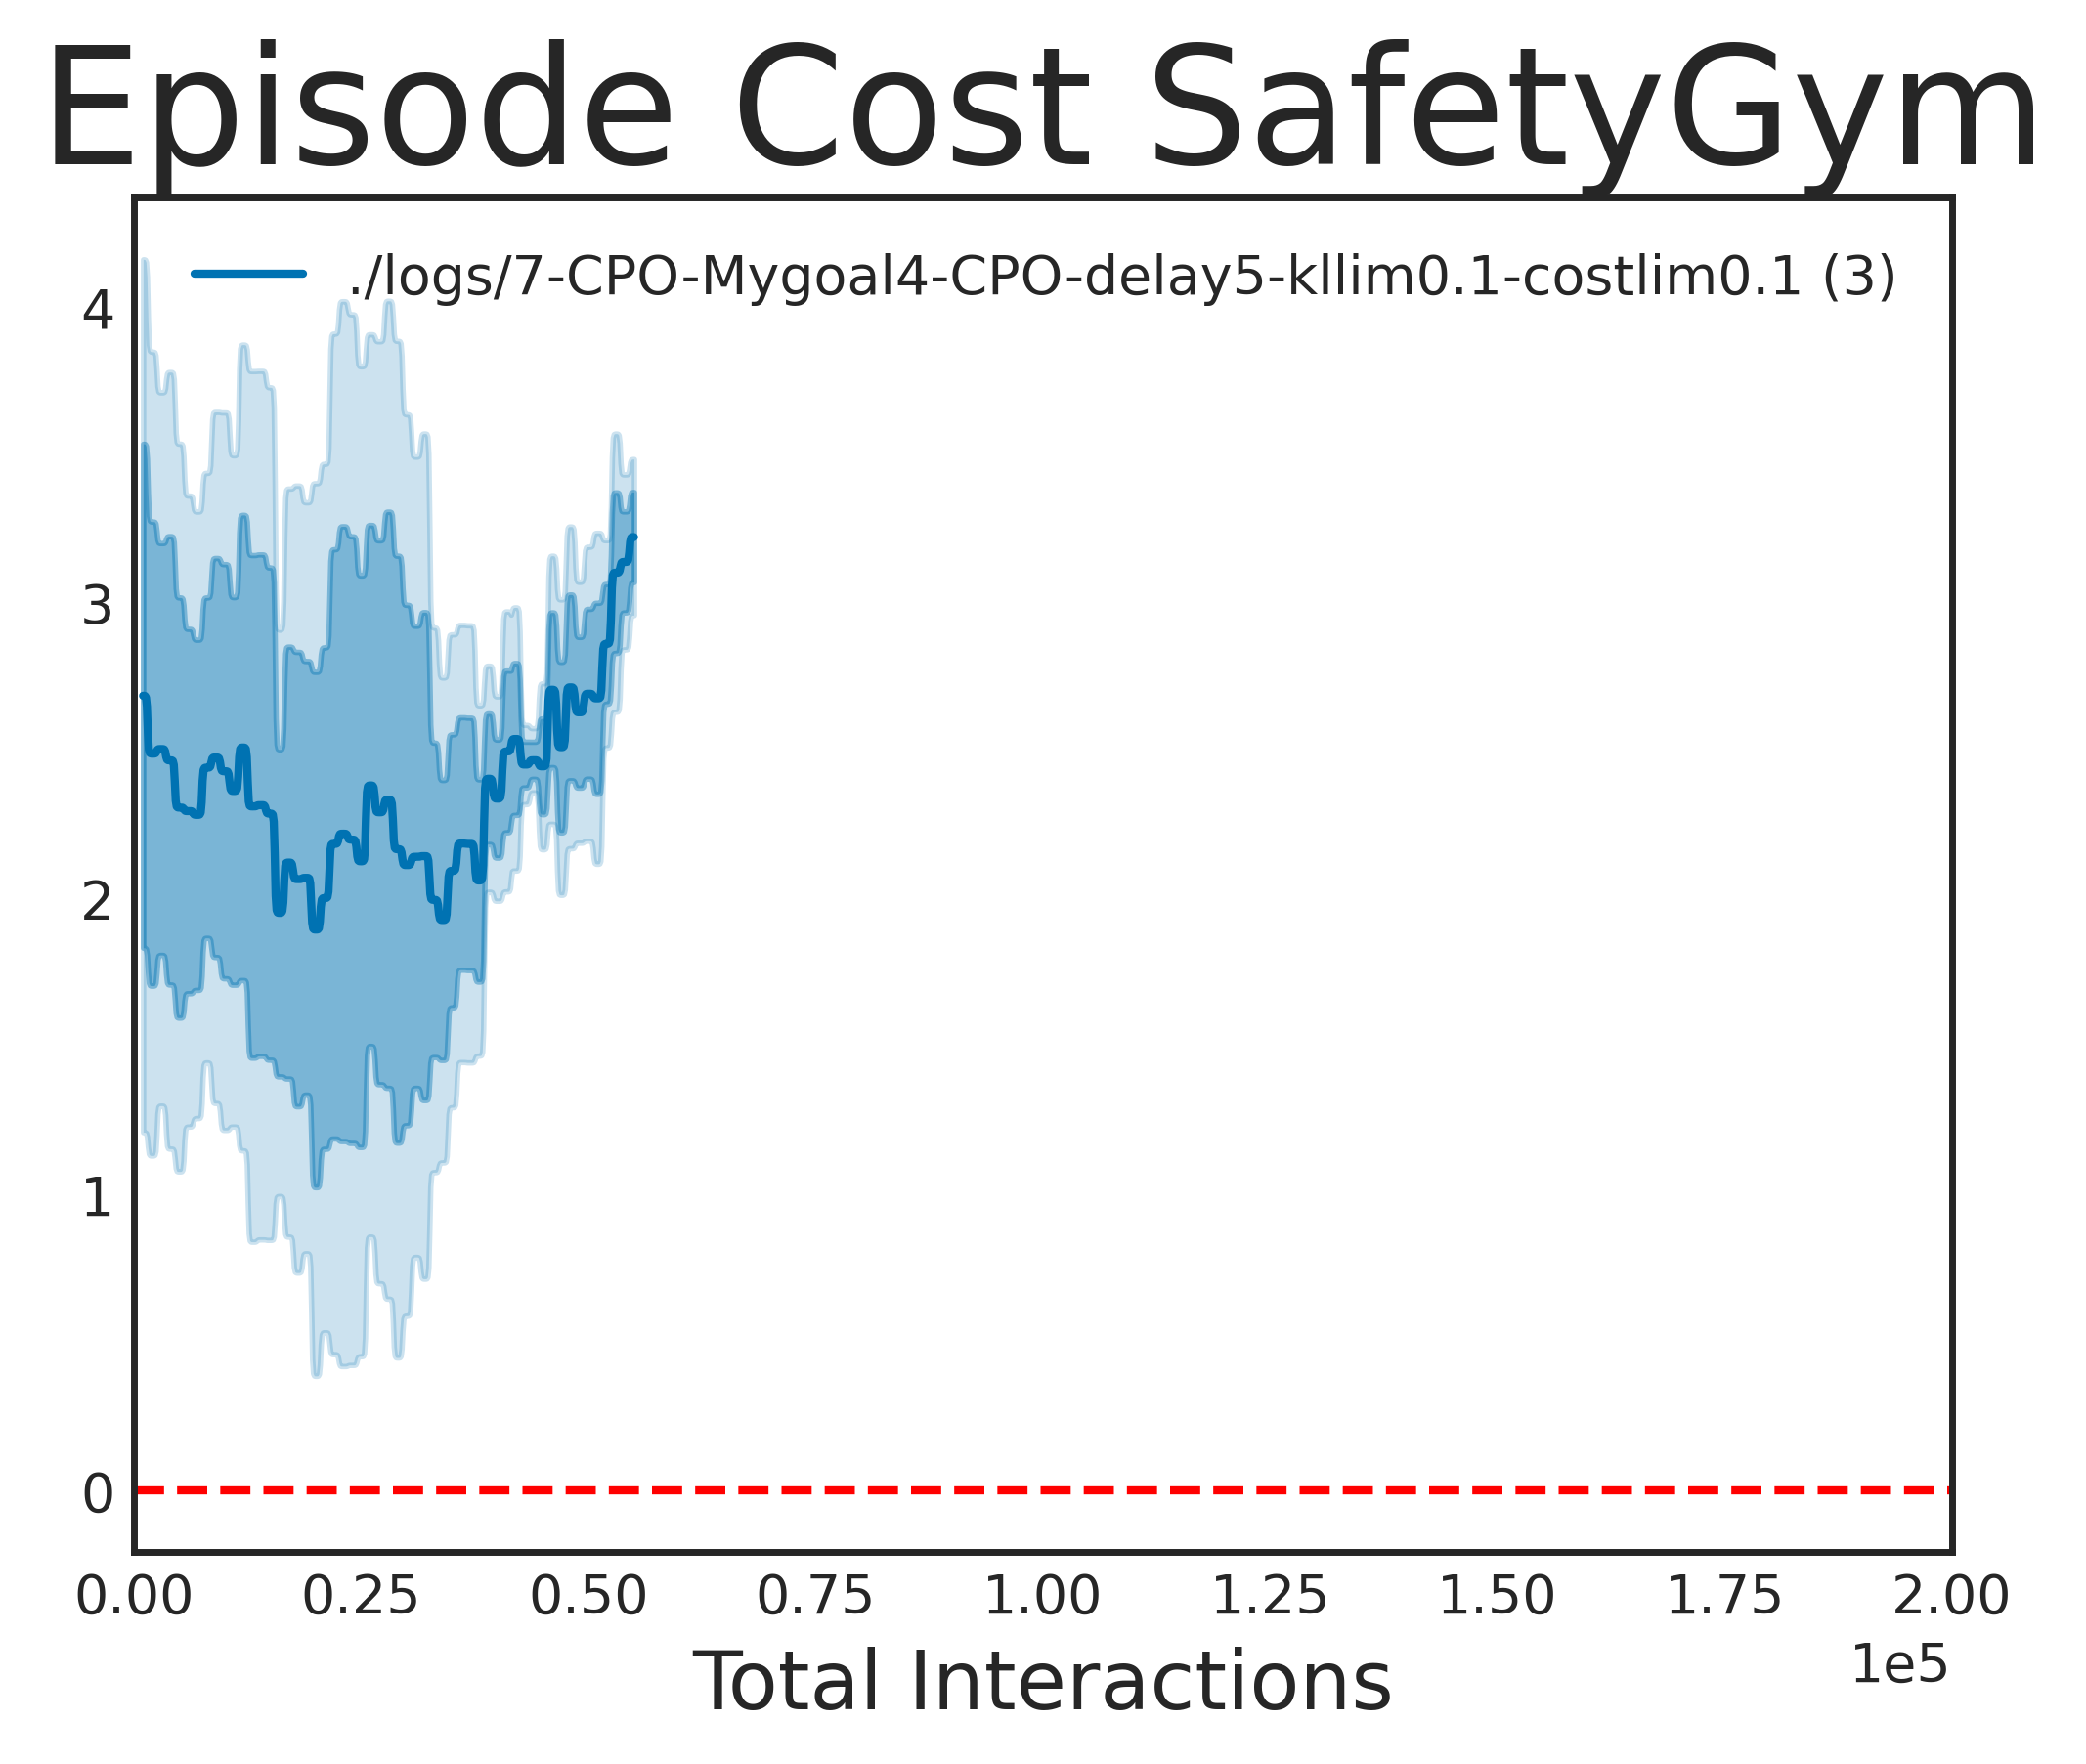 Episode Cost SafetyGym
./logs/7-CPO-Mygoal4-CPO-delay5-kllim0.1-costlim0.1 (3)
4
3
2
1
0
0.00 0.25 0.50 0.75 1.00 1.25 1.50 1.75 2.00
1e5
Total Interactions